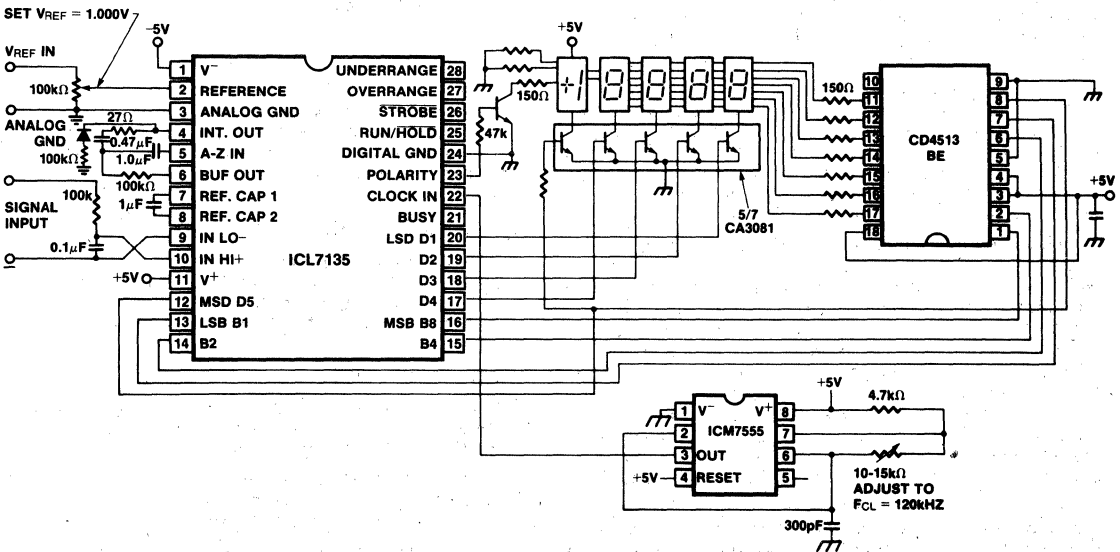 SET VREF = 1.000V
VREF IN
100kΩ
ANALOG
GND
27Ω
0.47µF
100kΩ
1.0µF
100kΩ
100k
1µF
SIGNAL
INPUT
0.1µF
−5V
+5V
1 V−
2 REFERENCE
3 ANALOG GND
4 INT. OUT
5 A-Z IN
6 BUF OUT
7 REF. CAP 1
8 REF. CAP 2
9 IN LO−
10 IN HI+
11 V+
12 MSD D5
13 LSB B1
14 B2
ICL7135
UNDERRANGE 28
OVERRANGE 27
STROBE 26
RUN/HOLD 25
DIGITAL GND 24
POLARITY 23
CLOCK IN 22
BUSY 21
LSD D1 20
D2 19
D3 18
D4 17
MSB B8 16
B4 15
+5V
150Ω
47k
+1 8 8 8 8
5/7
CA3081
150Ω
10 9
11 8
12 7
13 6
14 5
15 4
16 3
17 2
18 1
CD4513
BE
+5V
+5V
4.7kΩ
1 V− V+ 8
2 ICM7555 7
3 OUT 6
+5V 4 RESET 5
10-15kΩ
ADJUST TO
FCL = 120kHZ
300pF